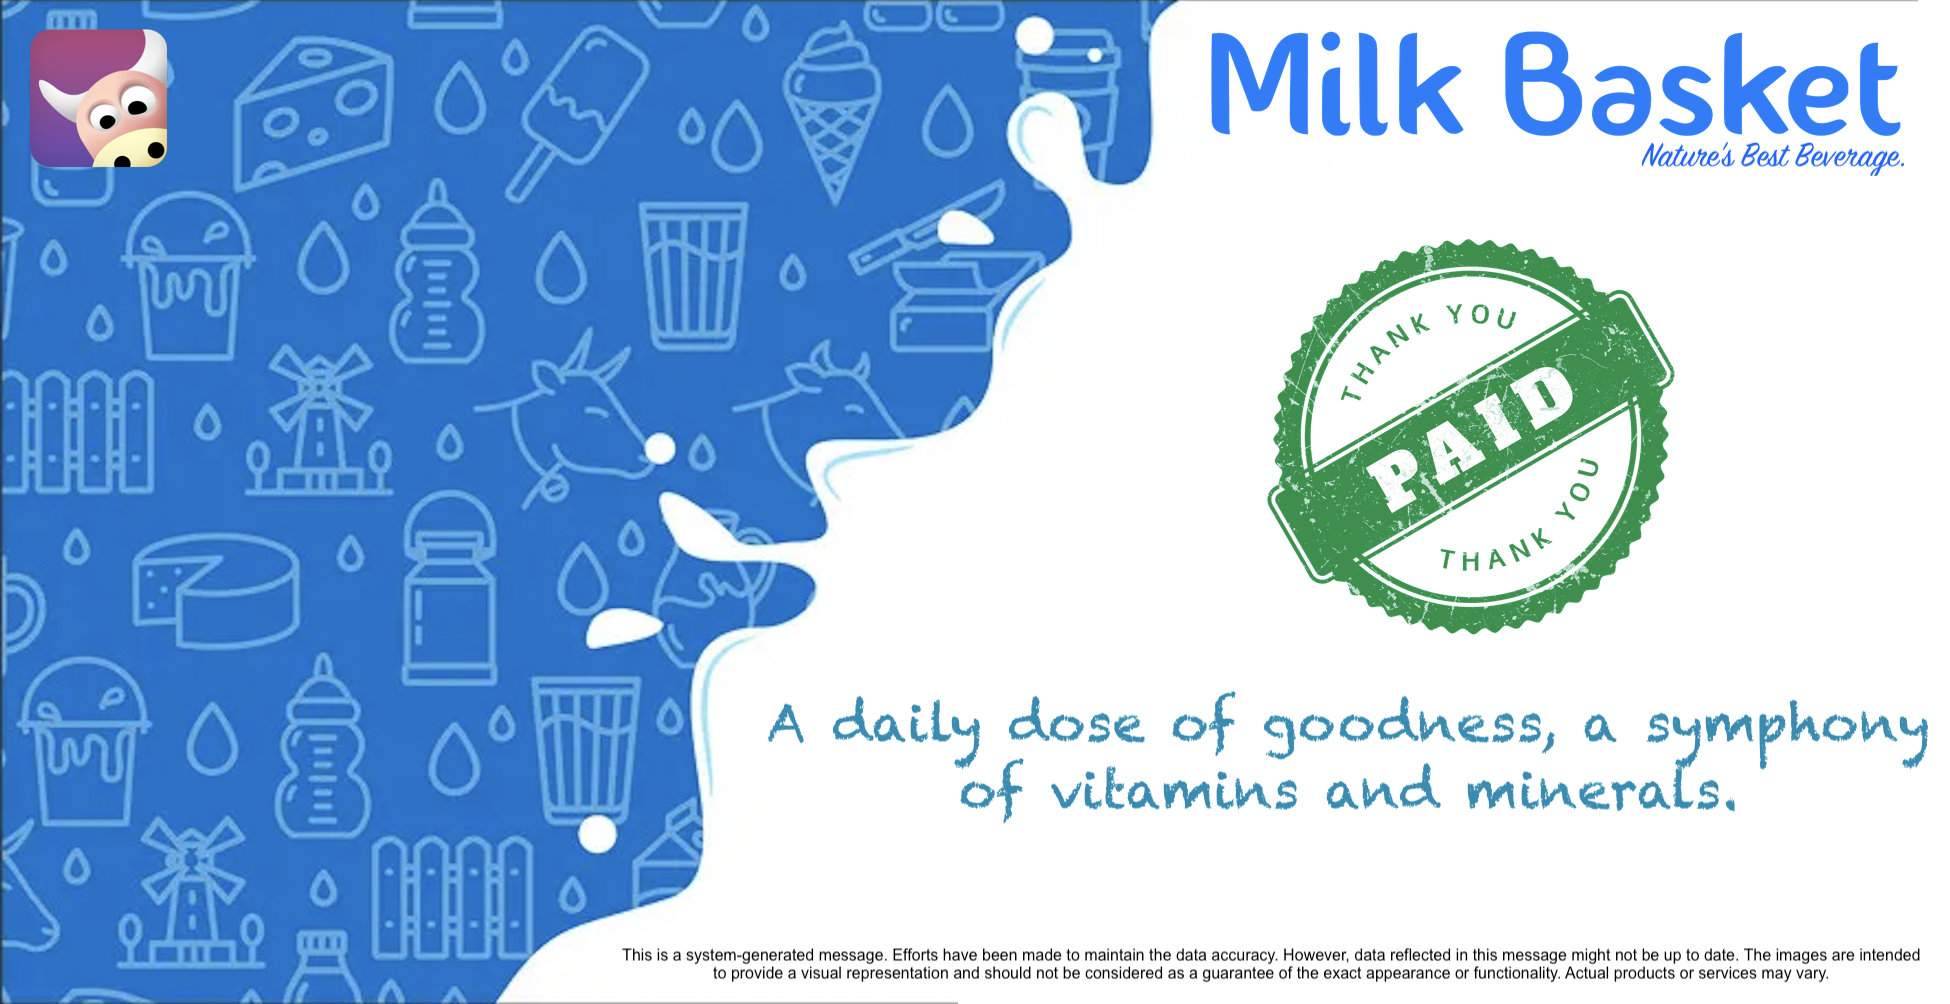 Milk Basket
Nature's Best Beverage.
THANK YOU
PAID
THANK YOU
A daily dose of goodness, a symphony
of vitamins and minerals.
This is a system-generated message. Efforts have been made to maintain the data accuracy. However, data reflected in this message might not be up to date. The images are intended
to provide a visual representation and should not be considered as a guarantee of the exact appearance or functionality. Actual products or services may vary.